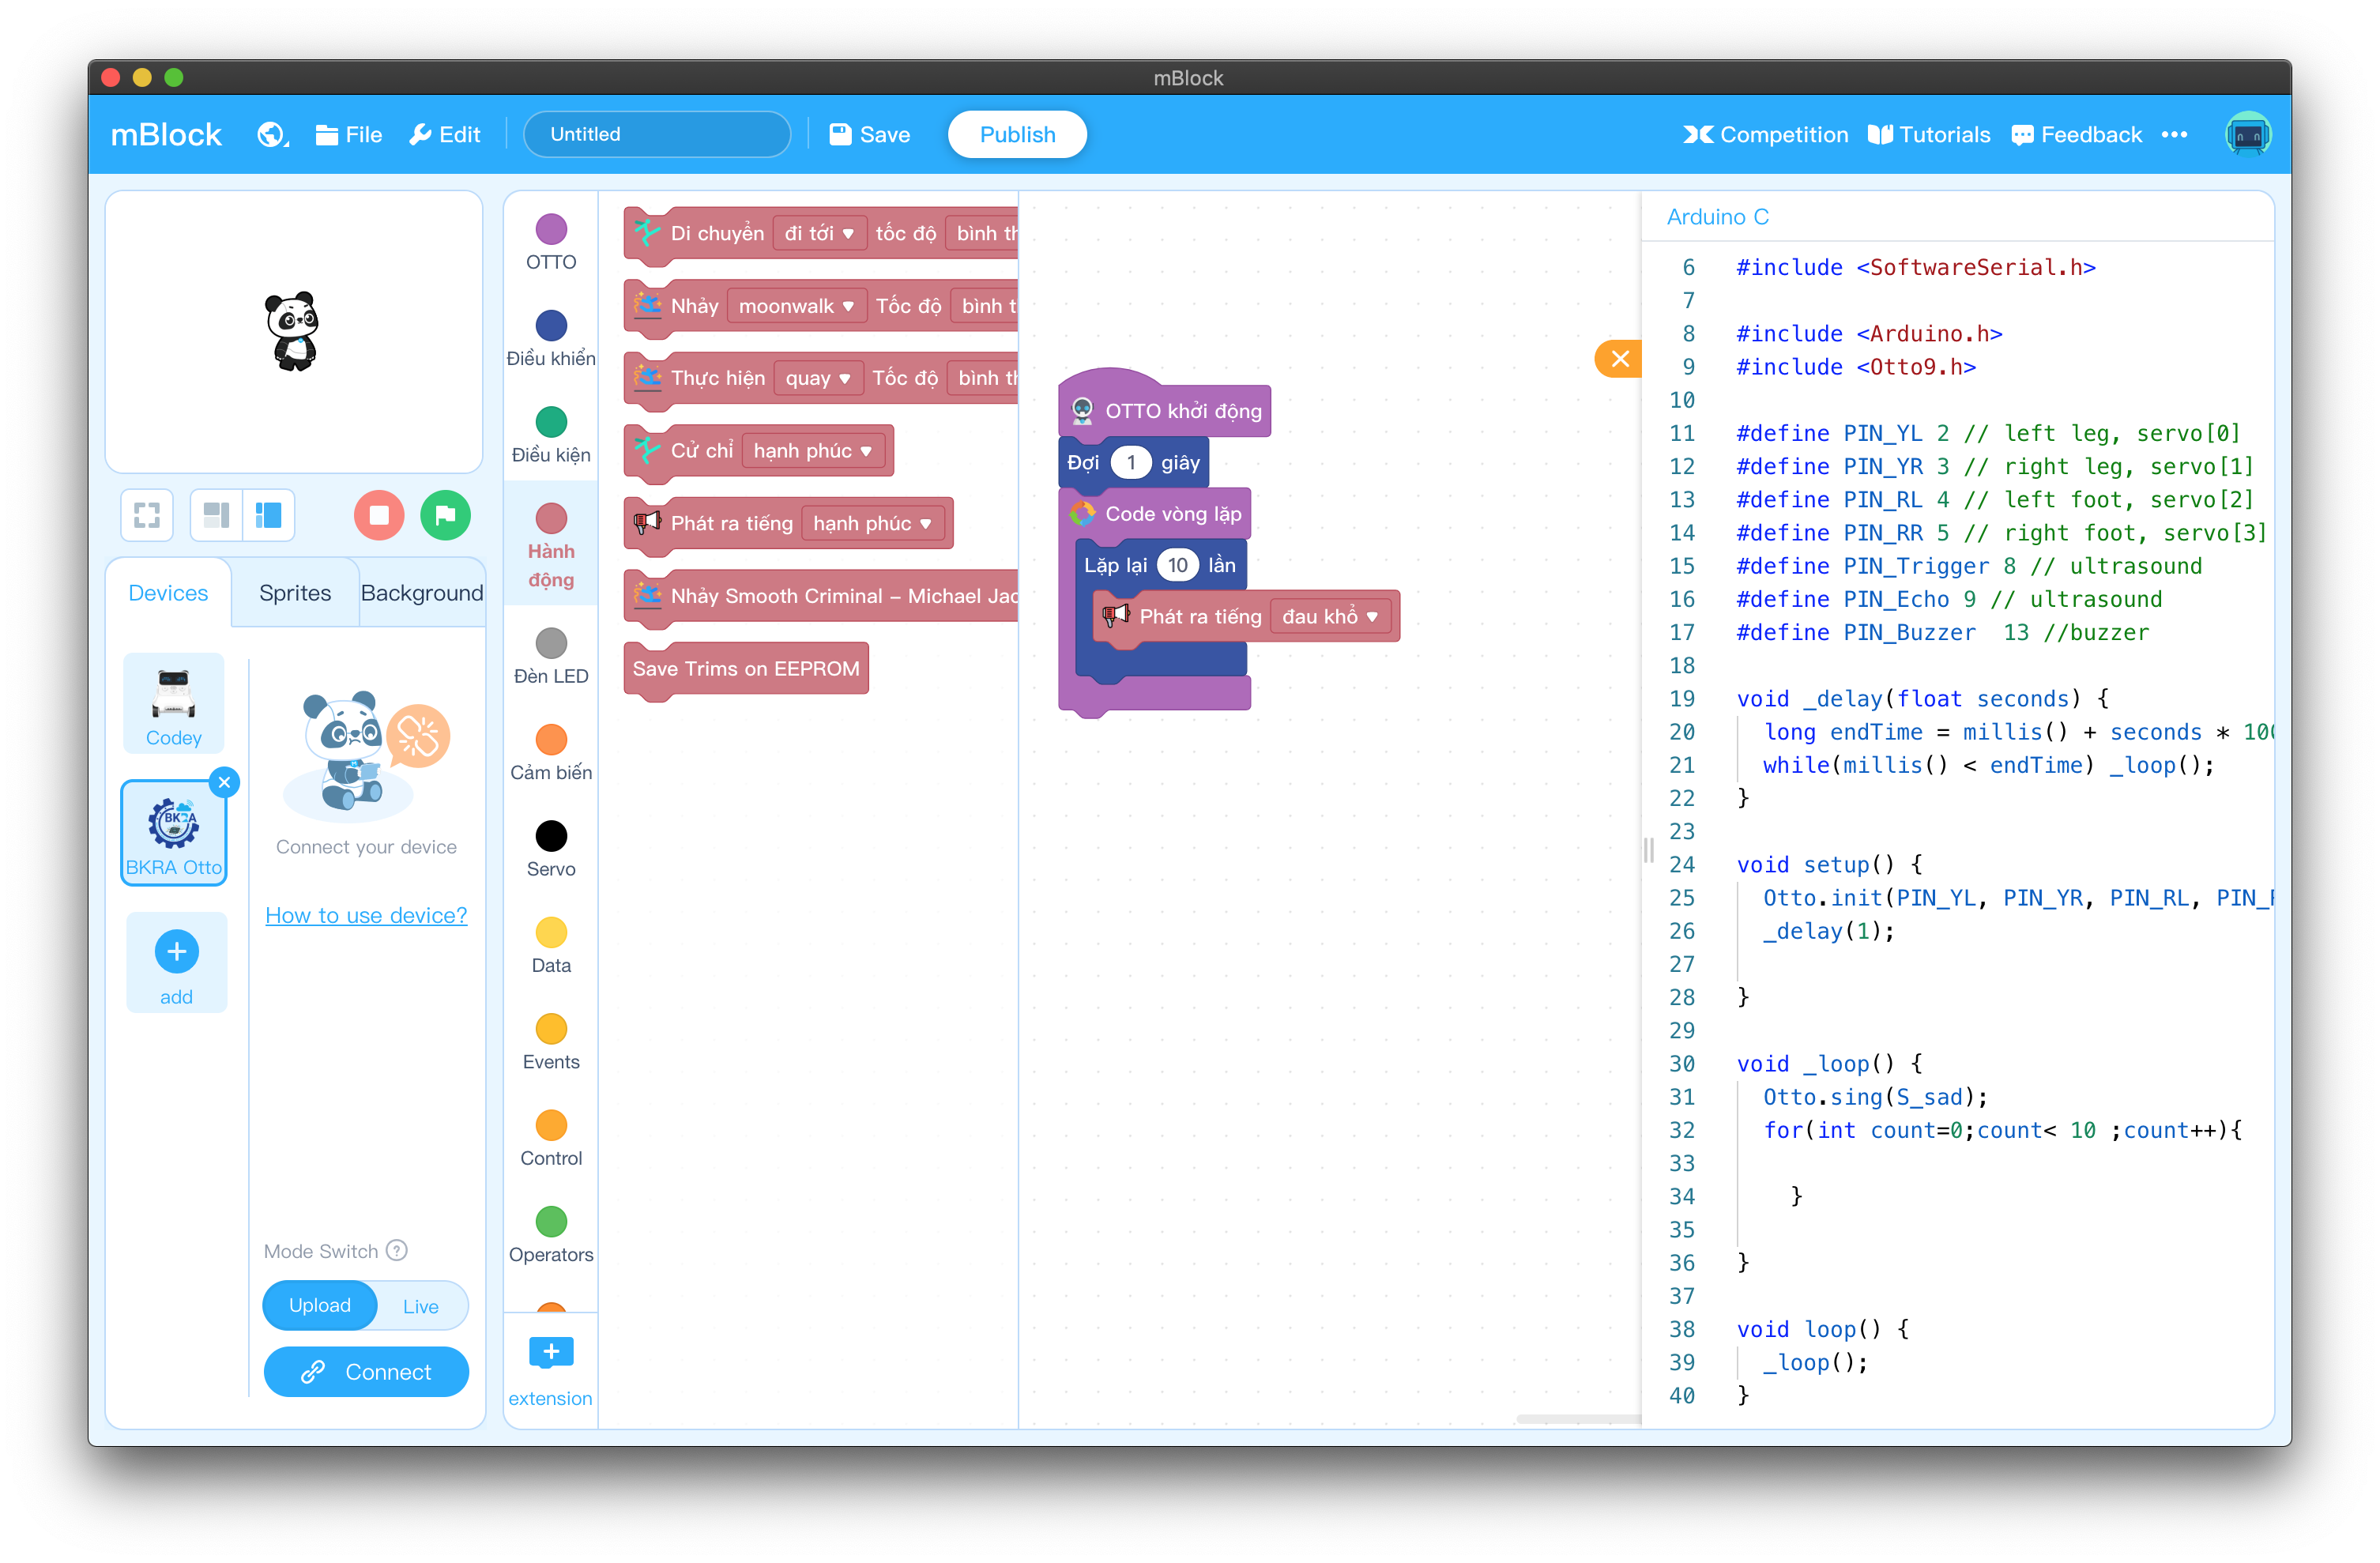 mBlock
mBlock
File
Edit
Untitled
Save
Publish
Competition
Tutorials
Feedback
Devices
Sprites
Background
Codey
BKRA
BKRA Otto
add
Connect your device
How to use device?
Mode Switch ?
Upload
Live
Connect
OTTO
Điều khiển
Điều kiện
Hành
động
Đèn LED
Cảm biến
Servo
Data
Events
Control
Operators
extension
Di chuyển đi tới tốc độ bình th
Nhảy moonwalk Tốc độ bình t
Thực hiện quay Tốc độ bình th
Cử chỉ hạnh phúc
Phát ra tiếng hạnh phúc
Nhảy Smooth Criminal – Michael Jac
Save Trims on EEPROM
OTTO khởi động
Đợi 1 giây
Code vòng lặp
Lặp lại 10 lần
Phát ra tiếng đau khổ
Arduino C
6 #include <SoftwareSerial.h>
7
8 #include <Arduino.h>
9 #include <Otto9.h>
10
11 #define PIN_YL 2 // left leg, servo[0]
12 #define PIN_YR 3 // right leg, servo[1]
13 #define PIN_RL 4 // left foot, servo[2]
14 #define PIN_RR 5 // right foot, servo[3]
15 #define PIN_Trigger 8 // ultrasound
16 #define PIN_Echo 9 // ultrasound
17 #define PIN_Buzzer  13 //buzzer
18
19 void _delay(float seconds) {
20 long endTime = millis() + seconds * 100
21 while(millis() < endTime) _loop();
22 }
23
24 void setup() {
25 Otto.init(PIN_YL, PIN_YR, PIN_RL, PIN_
26 _delay(1);
27
28 }
29
30 void _loop() {
31 Otto.sing(S_sad);
32 for(int count=0;count< 10 ;count++){
33
34 }
35
36 }
37
38 void loop() {
39 _loop();
40 }